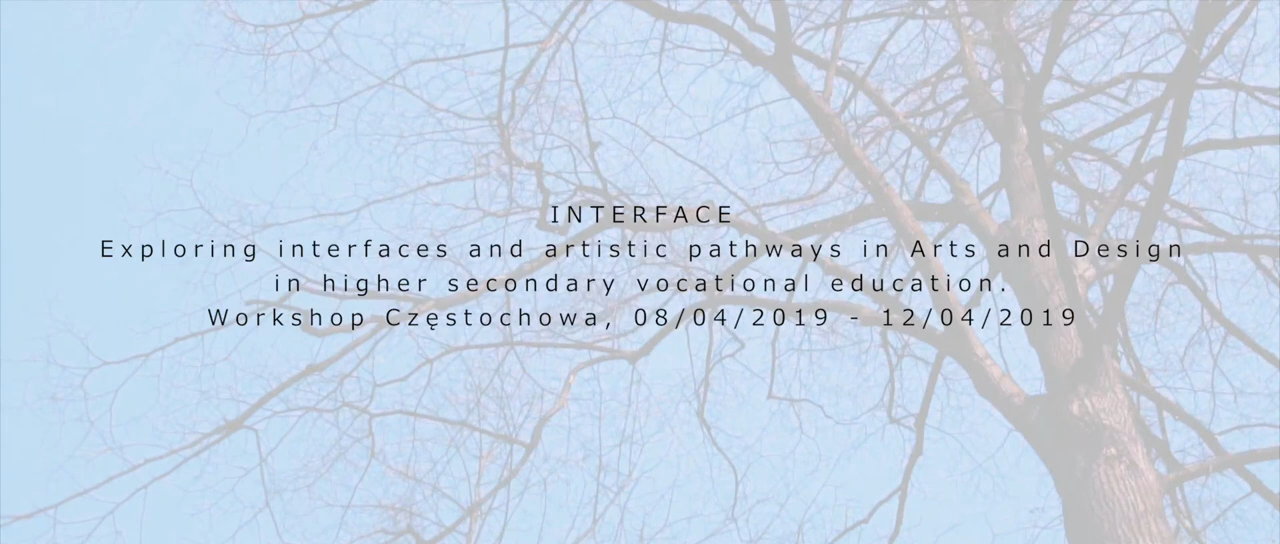 INTERFACE
Exploring interfaces and artistic pathways in Arts and Design
in higher secondary vocational education.
Workshop Częstochowa, 08/04/2019 - 12/04/2019